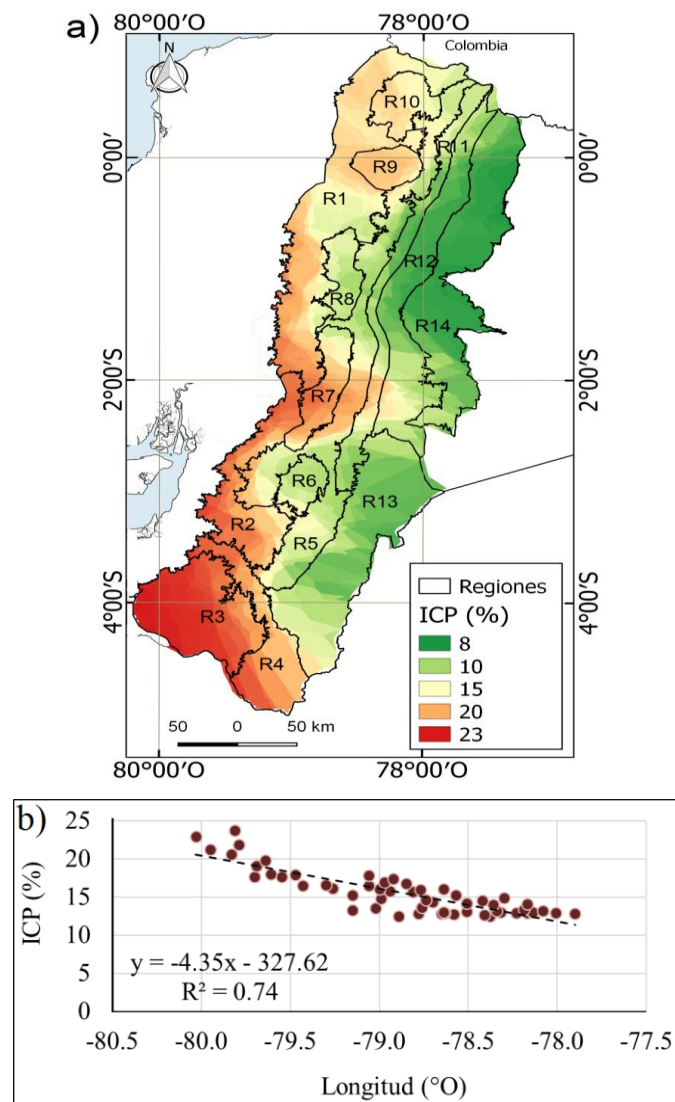 a)
80°00′O 78°00′O
Colombia
N
0°00′ 0°00′
2°00′S 2°00′S
4°00′S 4°00′S
R10
R11
R9
R1
R12
R8
R14
R7
R6
R13
R2
R5
R3
R4
Regiones
ICP (%)
8
10
15
20
23
50 0 50 km
80°00′O 78°00′O
b)
25
20
15
10
5
0
ICP (%)
y = -4.35x - 327.62
R² = 0.74
-80.5 -80.0 -79.5 -79.0 -78.5 -78.0 -77.5
Longitud (°O)